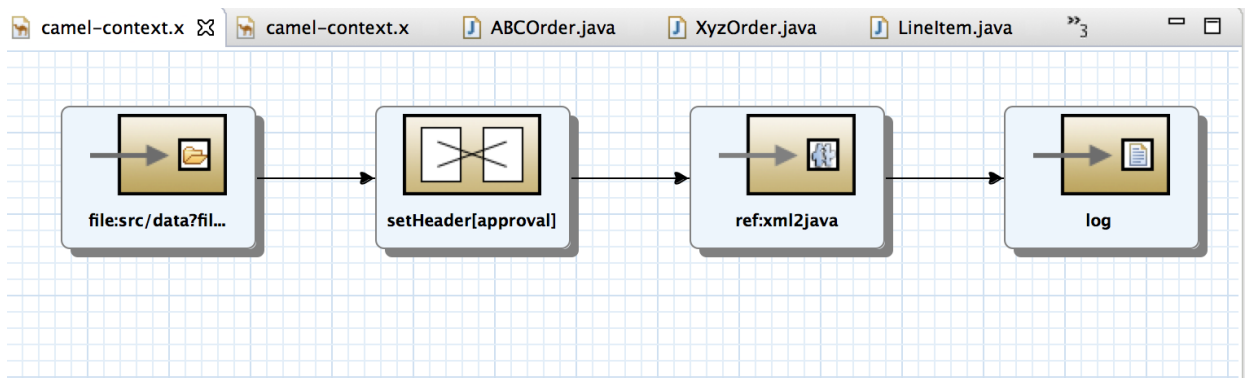 camel-context.x camel-context.x ABCOrder.java XyzOrder.java LineItem.java »3
file:src/data?fil... setHeader[approval] ref:xml2java log